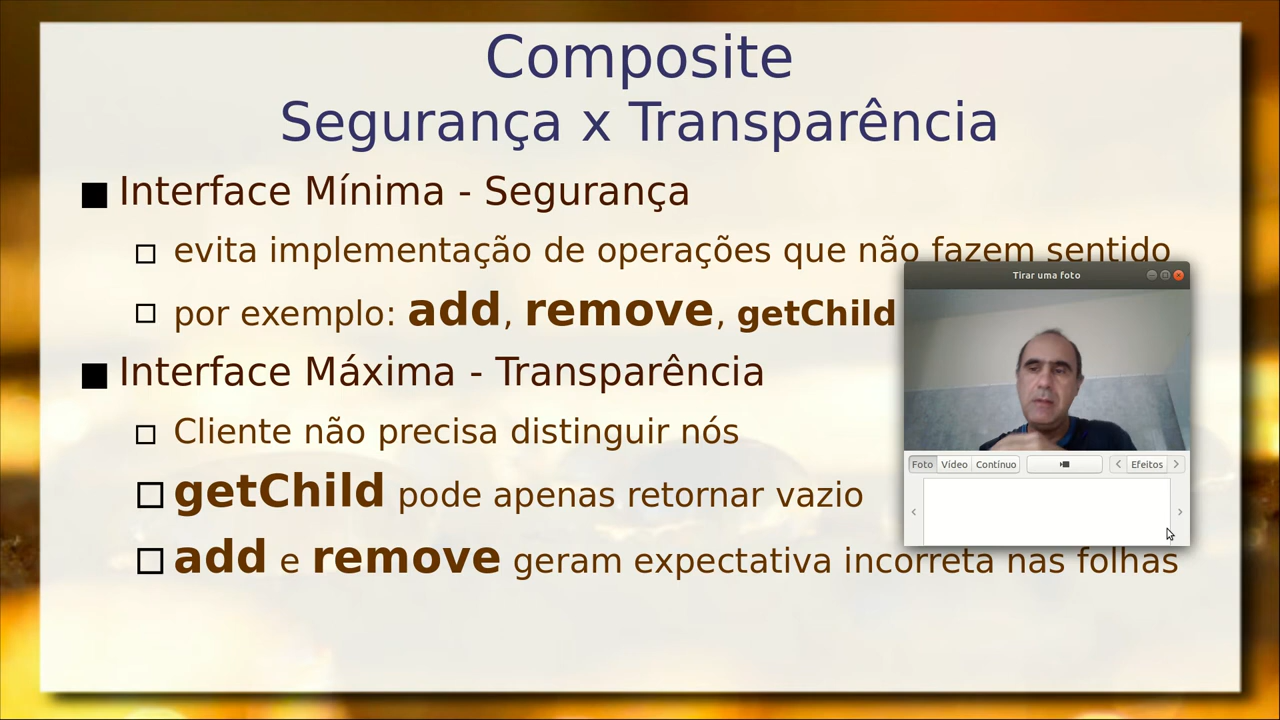 Composite
Segurança x Transparência
Interface Mínima - Segurança
evita implementação de operações que não fazem sentido
por exemplo: add, remove, getChild
Interface Máxima - Transparência
Cliente não precisa distinguir nós
getChild pode apenas retornar vazio
add e remove geram expectativa incorreta nas folhas
Tirar uma foto
Foto Vídeo Contínuo Efeitos